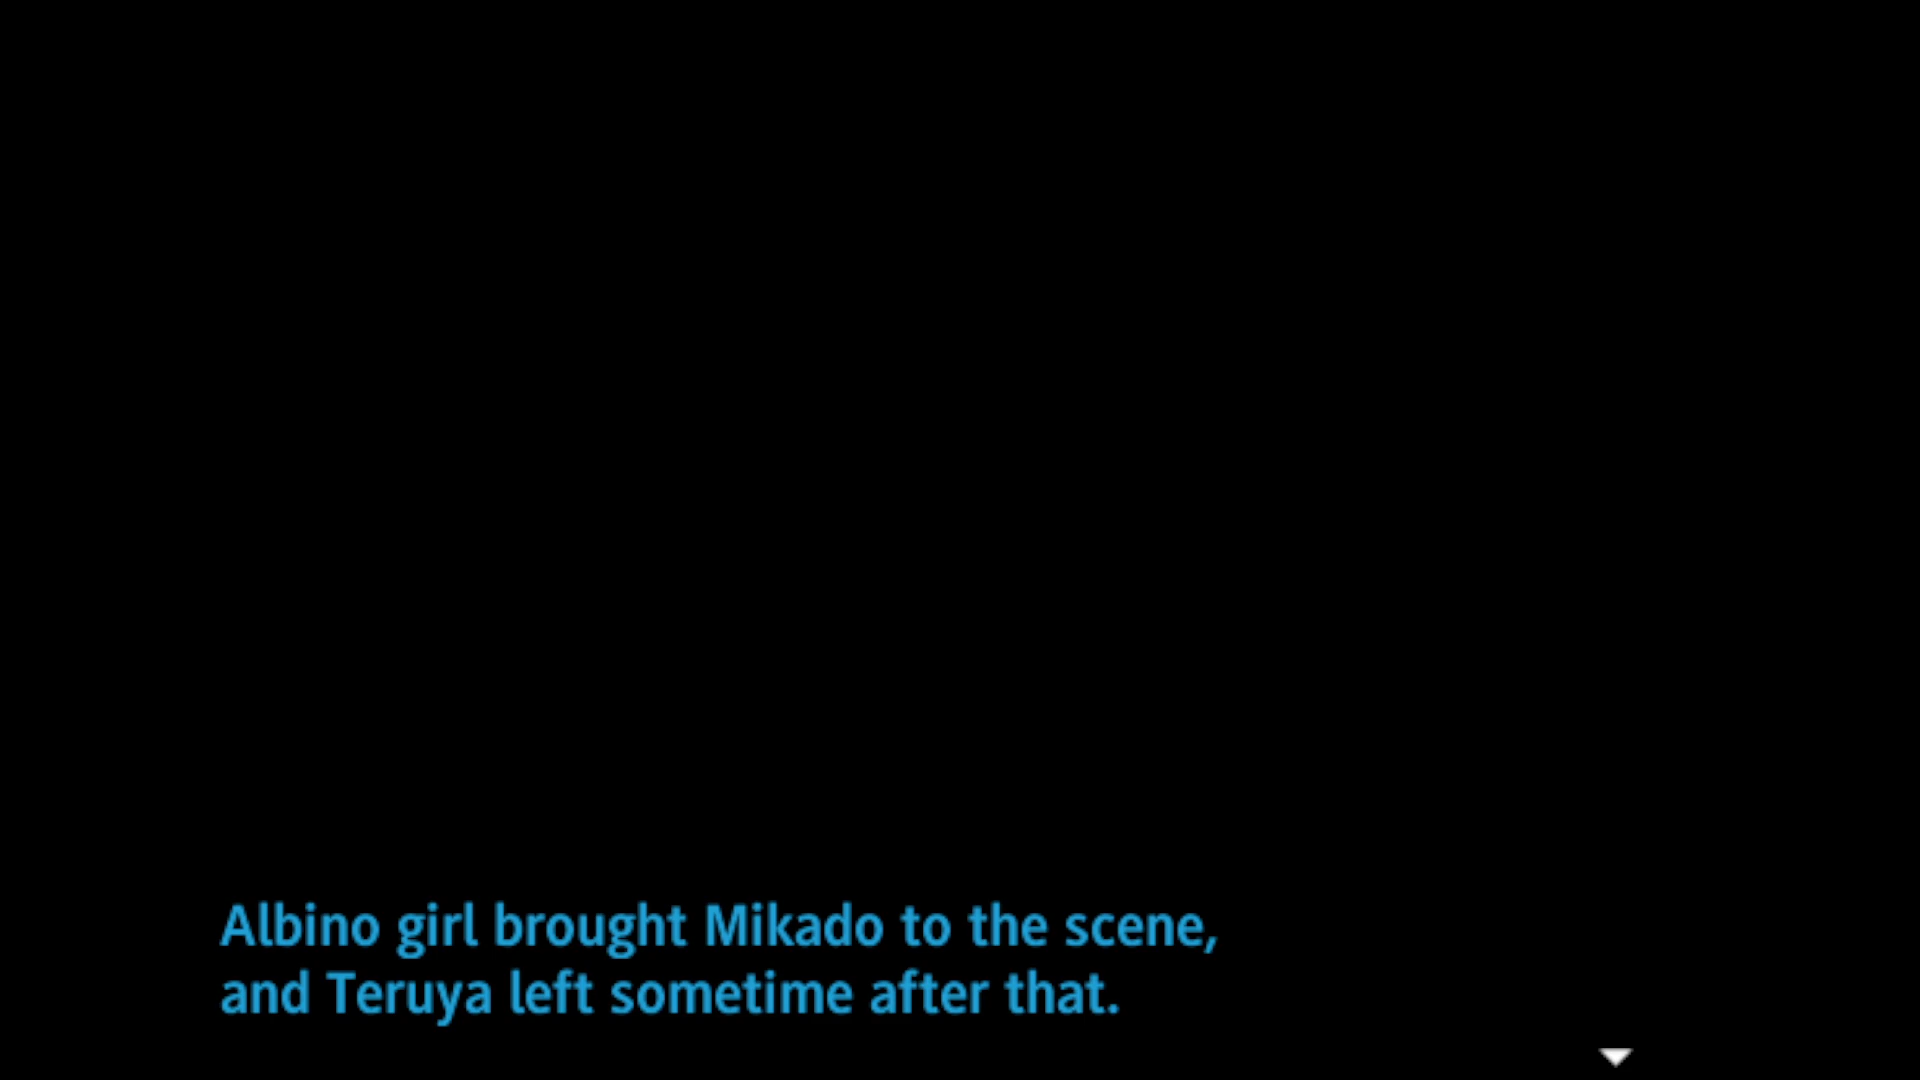 Albino girl brought Mikado to the scene,
and Teruya left sometime after that.